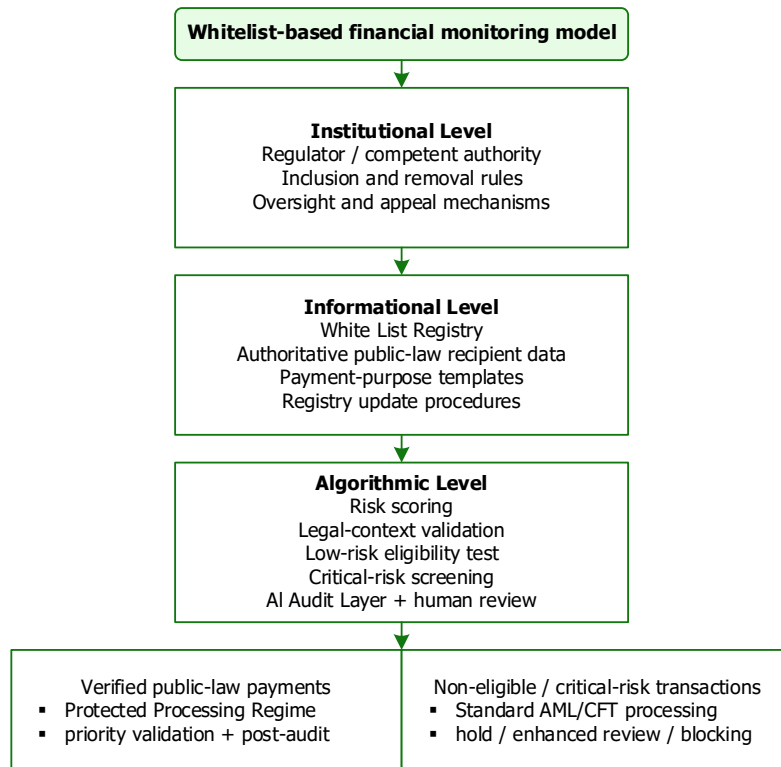 Whitelist-based financial monitoring model
Institutional Level
Regulator / competent authority
Inclusion and removal rules
Oversight and appeal mechanisms
Informational Level
White List Registry
Authoritative public-law recipient data
Payment-purpose templates
Registry update procedures
Algorithmic Level
Risk scoring
Legal-context validation
Low-risk eligibility test
Critical-risk screening
AI Audit Layer + human review
Verified public-law payments
▪ Protected Processing Regime
▪ priority validation + post-audit
Non-eligible / critical-risk transactions
▪ Standard AML/CFT processing
▪ hold / enhanced review / blocking